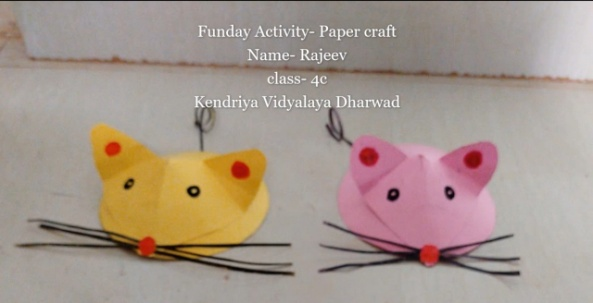 Funday Activity- Paper craft
Name- Rajeev
class- 4c
Kendriya Vidyalaya Dharwad